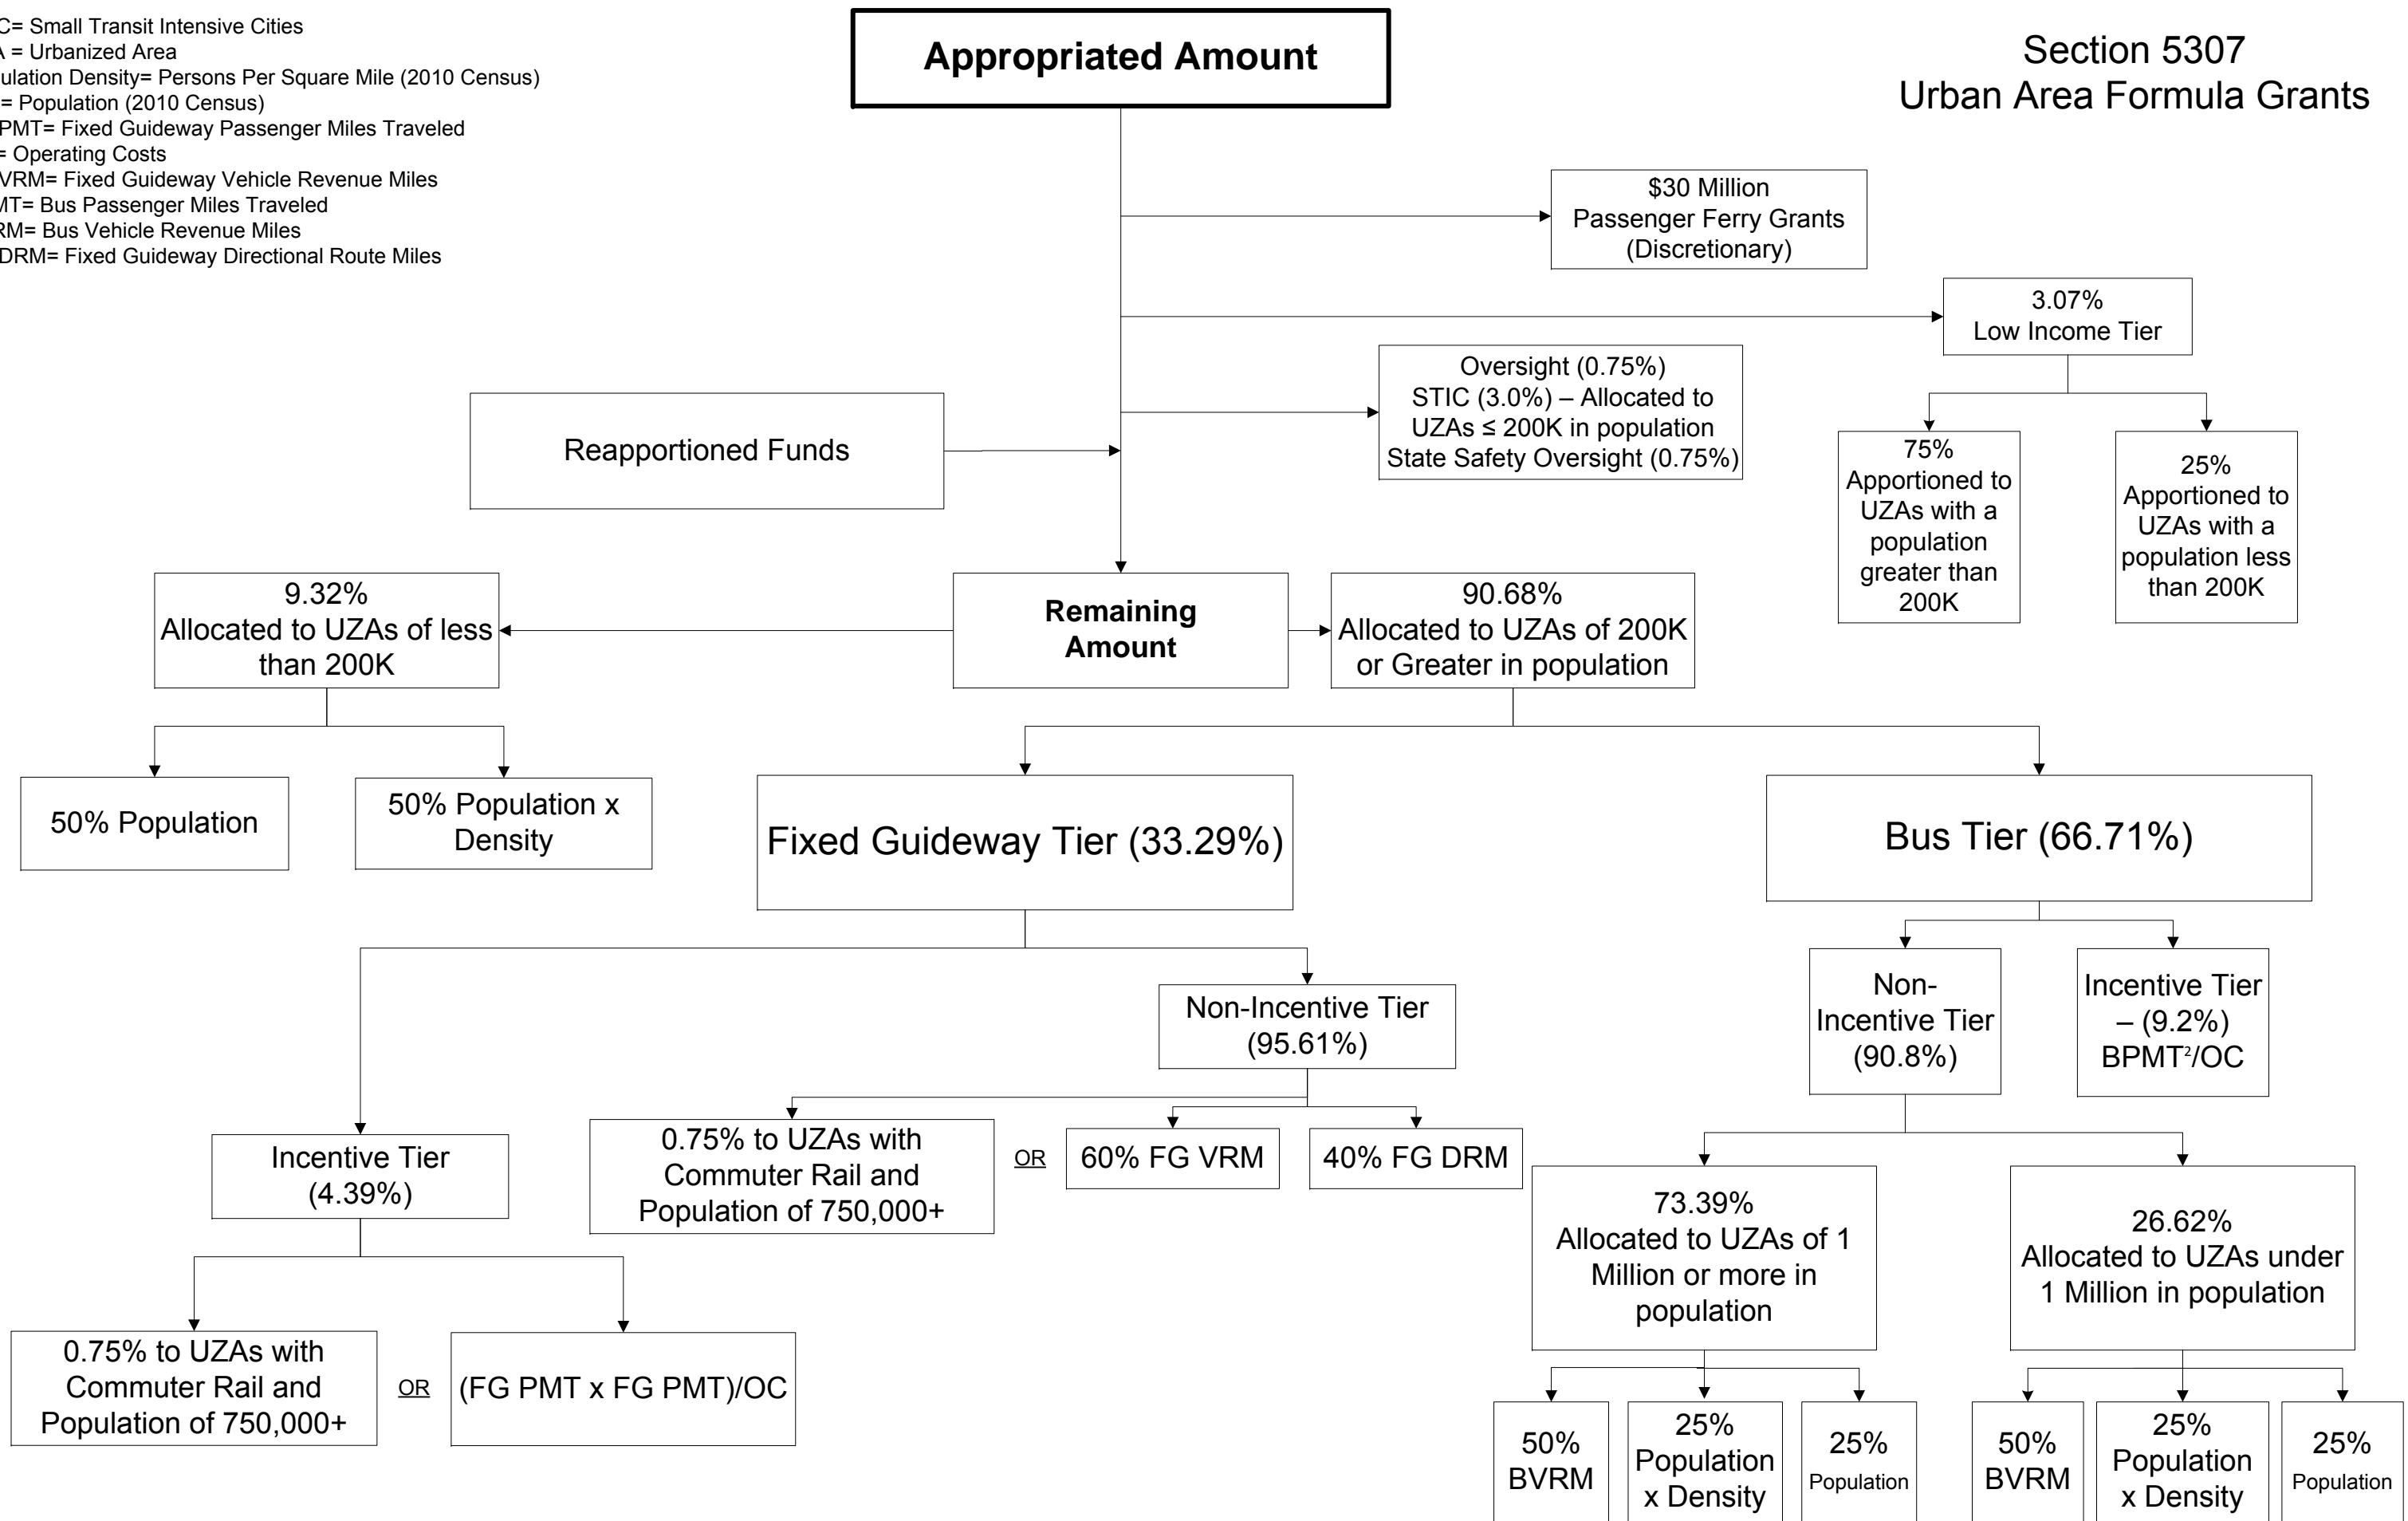 C= Small Transit Intensive Cities
= Urbanized Area
ulation Density= Persons Per Square Mile (2010 Census)
= Population (2010 Census)
PMT= Fixed Guideway Passenger Miles Traveled
= Operating Costs
VRM= Fixed Guideway Vehicle Revenue Miles
MT= Bus Passenger Miles Traveled
RM= Bus Vehicle Revenue Miles
DRM= Fixed Guideway Directional Route Miles
Appropriated Amount
Section 5307
Urban Area Formula Grants
$30 Million
Passenger Ferry Grants
(Discretionary)
3.07%
Low Income Tier
Oversight (0.75%)
STIC (3.0%) – Allocated to
UZAs ≤ 200K in population
State Safety Oversight (0.75%)
Reapportioned Funds
75%
Apportioned to
UZAs with a
population
greater than
200K
25%
Apportioned to
UZAs with a
population less
than 200K
9.32%
Allocated to UZAs of less
than 200K
Remaining
Amount
90.68%
Allocated to UZAs of 200K
or Greater in population
50% Population
50% Population x
Density
Fixed Guideway Tier (33.29%)
Bus Tier (66.71%)
Non-Incentive Tier
(95.61%)
Non-
Incentive Tier
(90.8%)
Incentive Tier
– (9.2%)
BPMT²/OC
Incentive Tier
(4.39%)
0.75% to UZAs with
Commuter Rail and
Population of 750,000+
OR
60% FG VRM
40% FG DRM
73.39%
Allocated to UZAs of 1
Million or more in
population
26.62%
Allocated to UZAs under
1 Million in population
0.75% to UZAs with
Commuter Rail and
Population of 750,000+
OR
(FG PMT x FG PMT)/OC
50%
BVRM
25%
Population
x Density
25%
Population
50%
BVRM
25%
Population
x Density
25%
Population